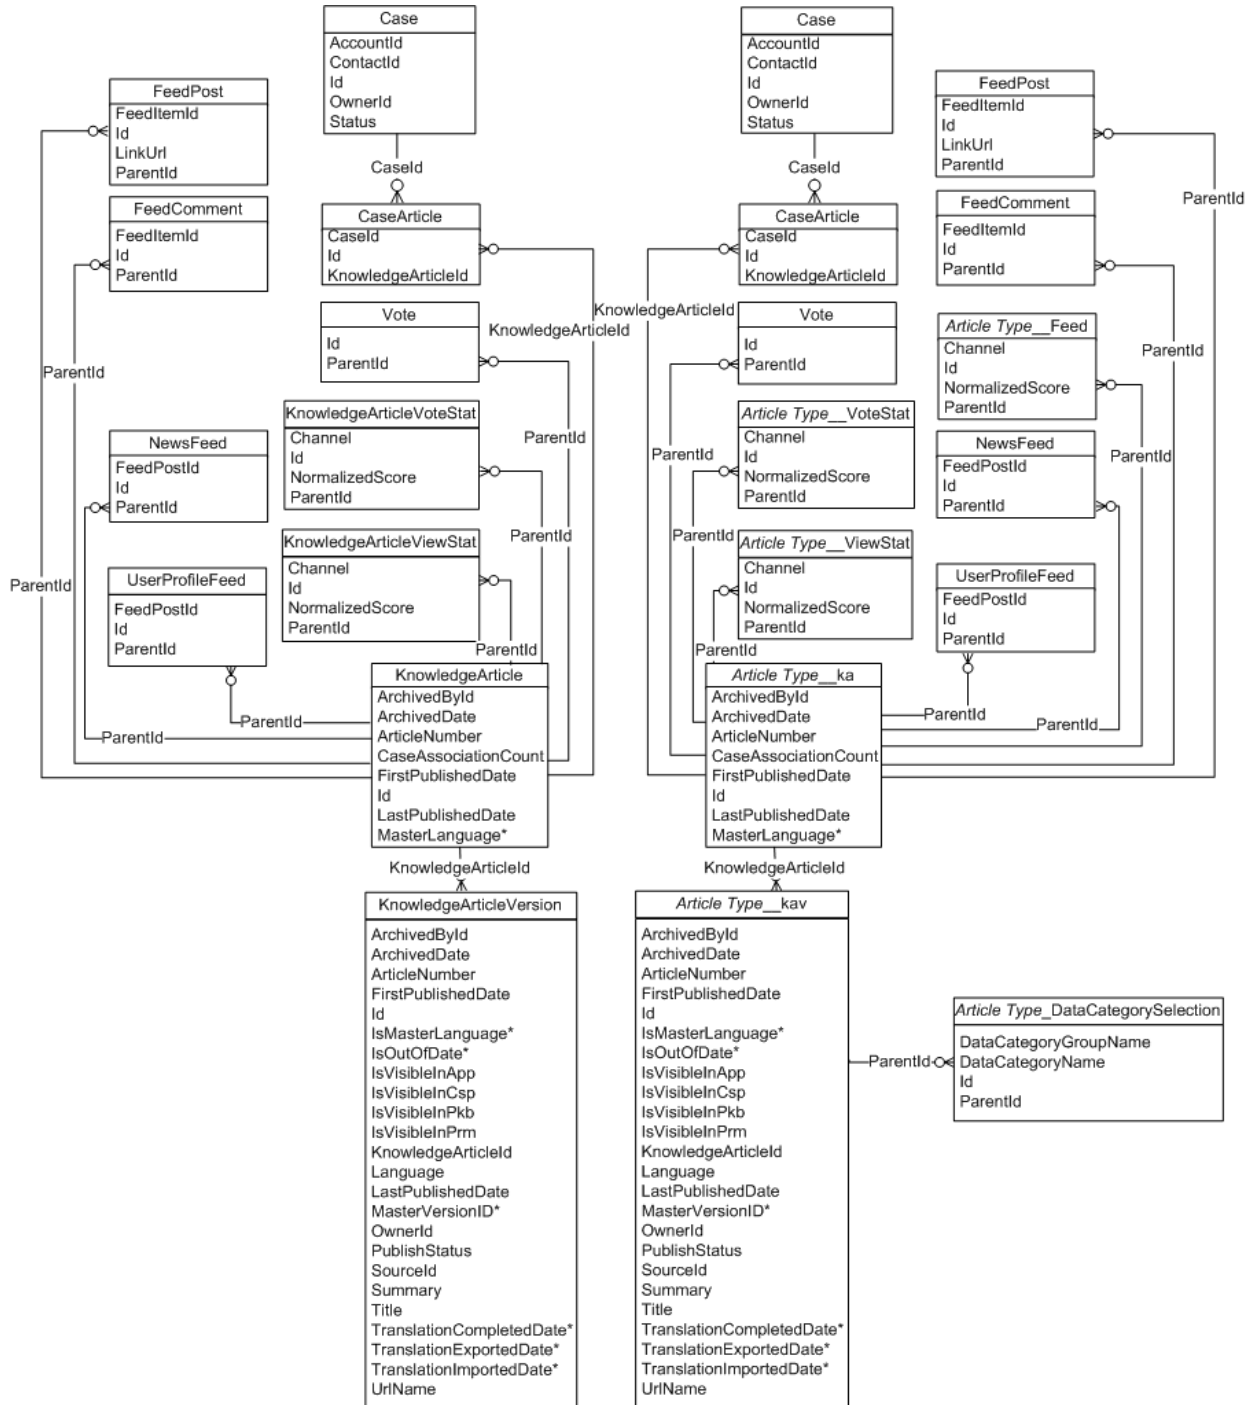 Case
AccountId
ContactId
Id
OwnerId
Status
CaseId
FeedPost
FeedItemId
Id
LinkUrl
ParentId
FeedComment
FeedItemId
Id
ParentId
CaseArticle
CaseId
Id
KnowledgeArticleId
KnowledgeArticleId
Vote
Id
ParentId
ParentId
ParentId
KnowledgeArticleVoteStat
Channel
Id
NormalizedScore
ParentId
ParentId
NewsFeed
FeedPostId
Id
ParentId
KnowledgeArticleViewStat
Channel
Id
NormalizedScore
ParentId
ParentId
ParentId
UserProfileFeed
FeedPostId
Id
ParentId
ParentId
ParentId
KnowledgeArticle
ArchivedById
ArchivedDate
ArticleNumber
CaseAssociationCount
FirstPublishedDate
Id
LastPublishedDate
MasterLanguage*
KnowledgeArticleId
KnowledgeArticleVersion
ArchivedById
ArchivedDate
ArticleNumber
FirstPublishedDate
Id
IsMasterLanguage*
IsOutOfDate*
IsVisibleInApp
IsVisibleInCsp
IsVisibleInPkb
IsVisibleInPrm
KnowledgeArticleId
Language
LastPublishedDate
MasterVersionID*
OwnerId
PublishStatus
SourceId
Summary
Title
TranslationCompletedDate*
TranslationExportedDate*
TranslationImportedDate*
UrlName
Case
AccountId
ContactId
Id
OwnerId
Status
CaseId
FeedPost
FeedItemId
Id
LinkUrl
ParentId
ParentId
CaseArticle
CaseId
Id
KnowledgeArticleId
KnowledgeArticleId
FeedComment
FeedItemId
Id
ParentId
Vote
Id
ParentId
Article Type__Feed
Channel
Id
NormalizedScore
ParentId
ParentId
Article Type__VoteStat
Channel
Id
NormalizedScore
ParentId
ParentId
ParentId
NewsFeed
FeedPostId
Id
ParentId
ParentId
Article Type__ViewStat
Channel
Id
NormalizedScore
ParentId
ParentId
UserProfileFeed
FeedPostId
Id
ParentId
ParentId
ParentId
Article Type__ka
ArchivedById
ArchivedDate
ArticleNumber
CaseAssociationCount
FirstPublishedDate
Id
LastPublishedDate
MasterLanguage*
KnowledgeArticleId
Article Type__kav
ArchivedById
ArchivedDate
ArticleNumber
FirstPublishedDate
Id
IsMasterLanguage*
IsOutOfDate*
IsVisibleInApp
IsVisibleInCsp
IsVisibleInPkb
IsVisibleInPrm
KnowledgeArticleId
Language
LastPublishedDate
MasterVersionID*
OwnerId
PublishStatus
SourceId
Summary
Title
TranslationCompletedDate*
TranslationExportedDate*
TranslationImportedDate*
UrlName
ParentId
Article Type_DataCategorySelection
DataCategoryGroupName
DataCategoryName
Id
ParentId